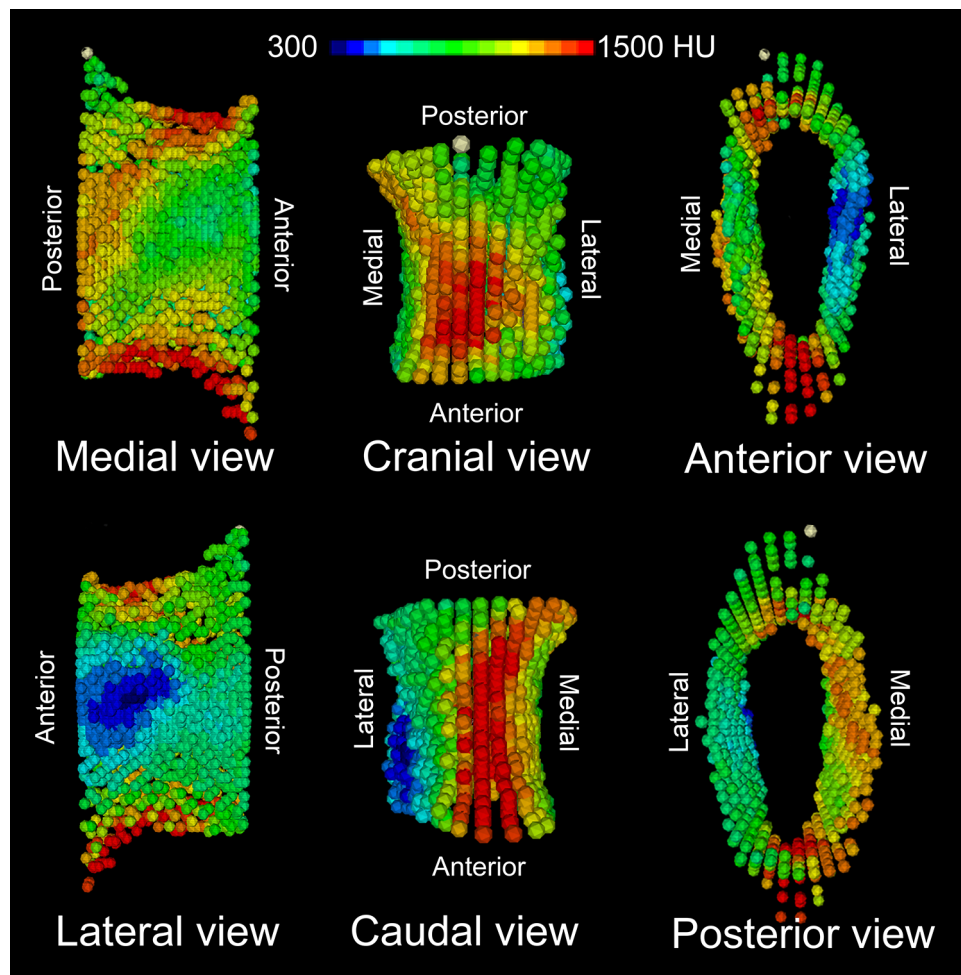 300 1500 HU
Posterior
Anterior
Medial view
Posterior
Medial
Lateral
Anterior
Cranial view
Medial
Lateral
Anterior view
Anterior
Posterior
Lateral view
Posterior
Lateral
Medial
Anterior
Caudal view
Lateral
Medial
Posterior view